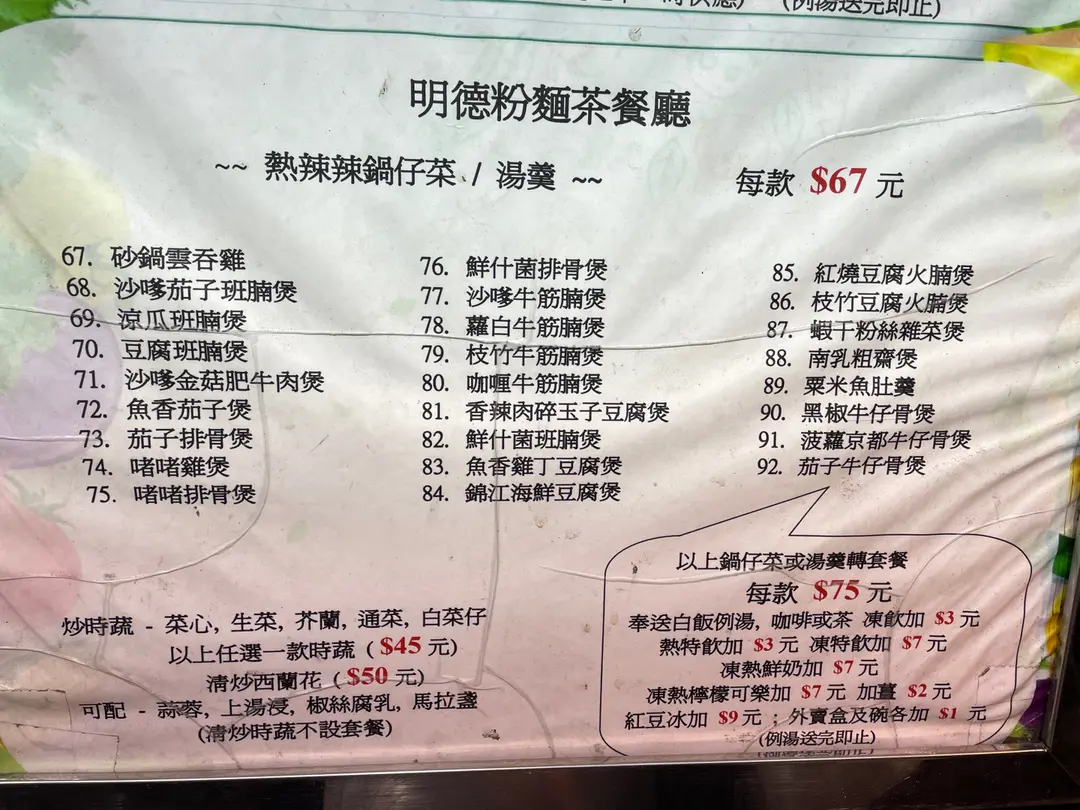 (例湯送完即止)
明德粉麵茶餐廳
~~ 熱辣辣鍋仔菜 / 湯羹 ~~
每款 $67 元
67. 砂鍋雲吞雞
68. 沙嗲茄子班腩煲
69. 涼瓜班腩煲
70. 豆腐班腩煲
71. 沙嗲金菇肥牛肉煲
72. 魚香茄子煲
73. 茄子排骨煲
74. 啫啫雞煲
75. 啫啫排骨煲
76. 鮮什菌排骨煲
77. 沙嗲牛筋腩煲
78. 蘿白牛筋腩煲
79. 枝竹牛筋腩煲
80. 咖喱牛筋腩煲
81. 香辣肉碎玉子豆腐煲
82. 鮮什菌班腩煲
83. 魚香雞丁豆腐煲
84. 錦江海鮮豆腐煲
85. 紅燒豆腐火腩煲
86. 枝竹豆腐火腩煲
87. 蝦干粉絲雜菜煲
88. 南乳粗齋煲
89. 粟米魚肚羹
90. 黑椒牛仔骨煲
91. 菠蘿京都牛仔骨煲
92. 茄子牛仔骨煲
炒時蔬 - 菜心, 生菜, 芥蘭, 通菜, 白菜仔
以上任選一款時蔬 ( $45 元)
清炒西蘭花 ( $50 元)
可配 - 蒜蓉, 上湯浸, 椒絲腐乳, 馬拉盞
(清炒時蔬不設套餐)
以上鍋仔菜或湯羹轉套餐
每款 $75 元
奉送白飯例湯, 咖啡或茶 凍飲加 $3 元
熱特飲加 $3 元 凍特飲加 $7 元
凍熱鮮奶加 $7 元
凍熱檸檬可樂加 $7 元 加薑 $2 元
紅豆冰加 $9 元 ; 外賣盒及碗各加 $1 元
(例湯送完即止)